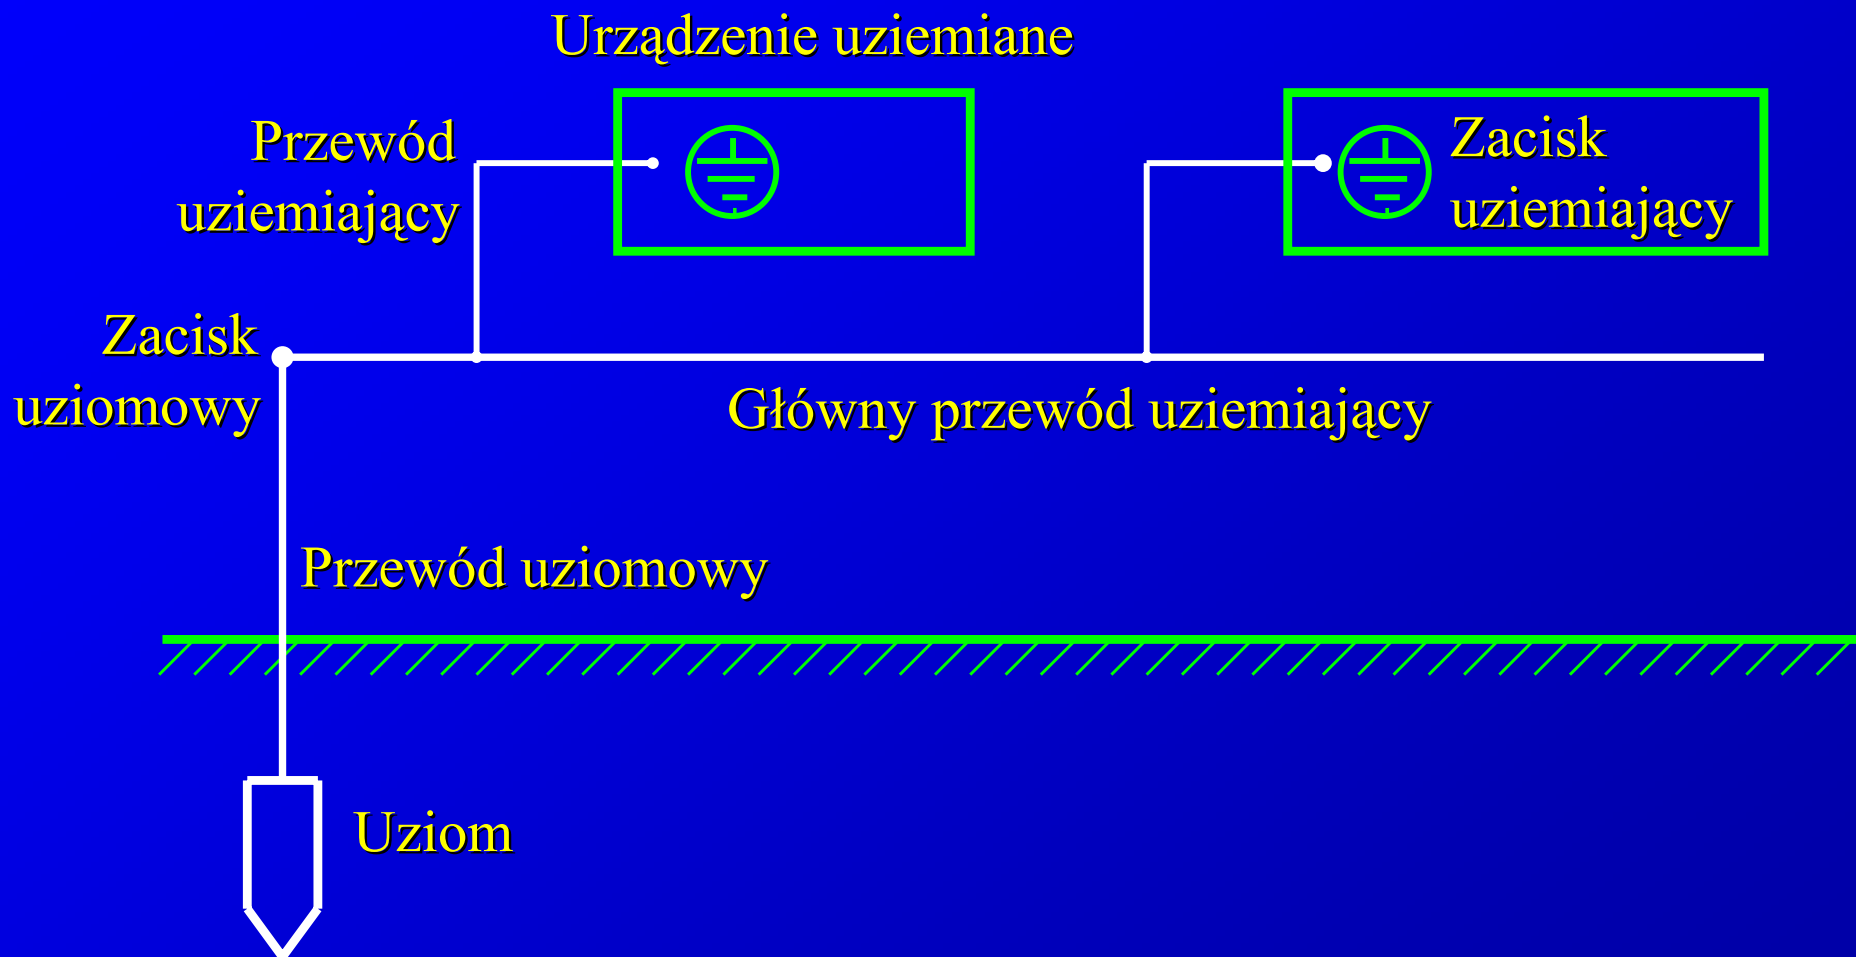 Urządzenie uziemiane
Przewód
uziemiający
Zacisk
uziemiający
Zacisk
uziomowy
Główny przewód uziemiający
Przewód uziomowy
Uziom